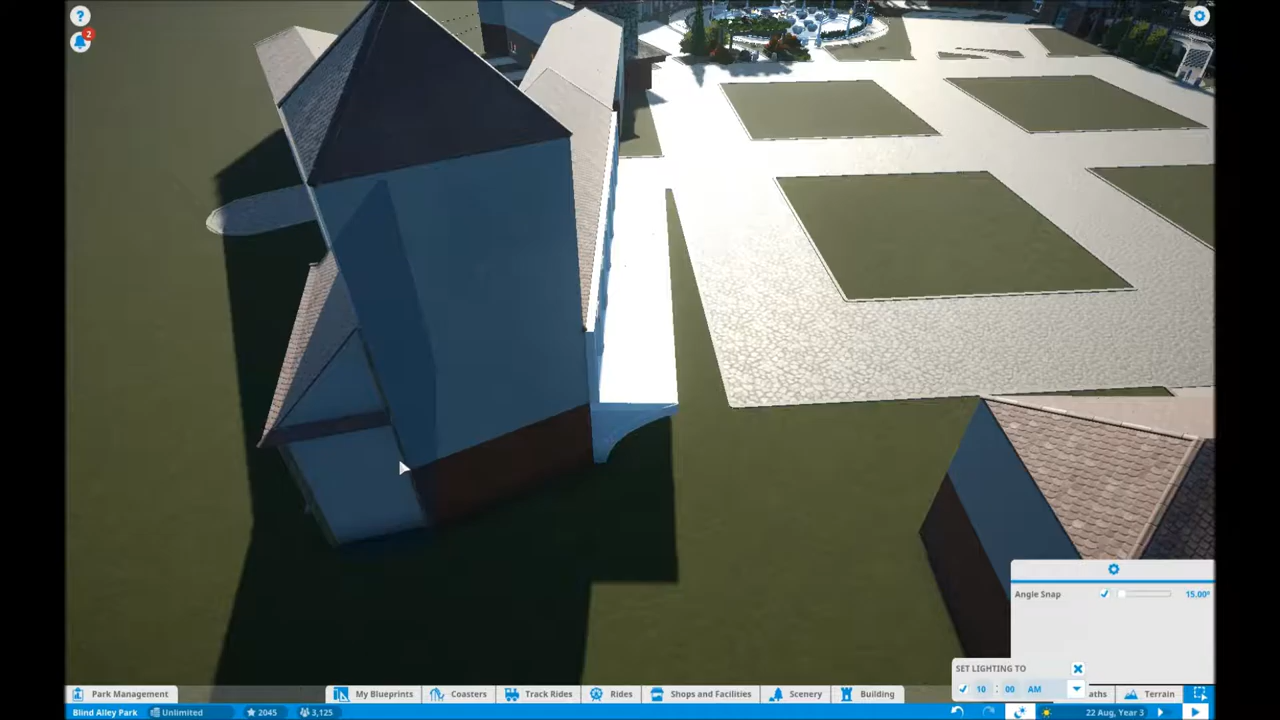 ?
2
Angle Snap 15.00°
SET LIGHTING TO
10 : 00 AM
Park Management My Blueprints Coasters Track Rides Rides Shops and Facilities Scenery Building aths Terrain
Blind Alley Park Unlimited 2045 3,125 22 Aug, Year 3